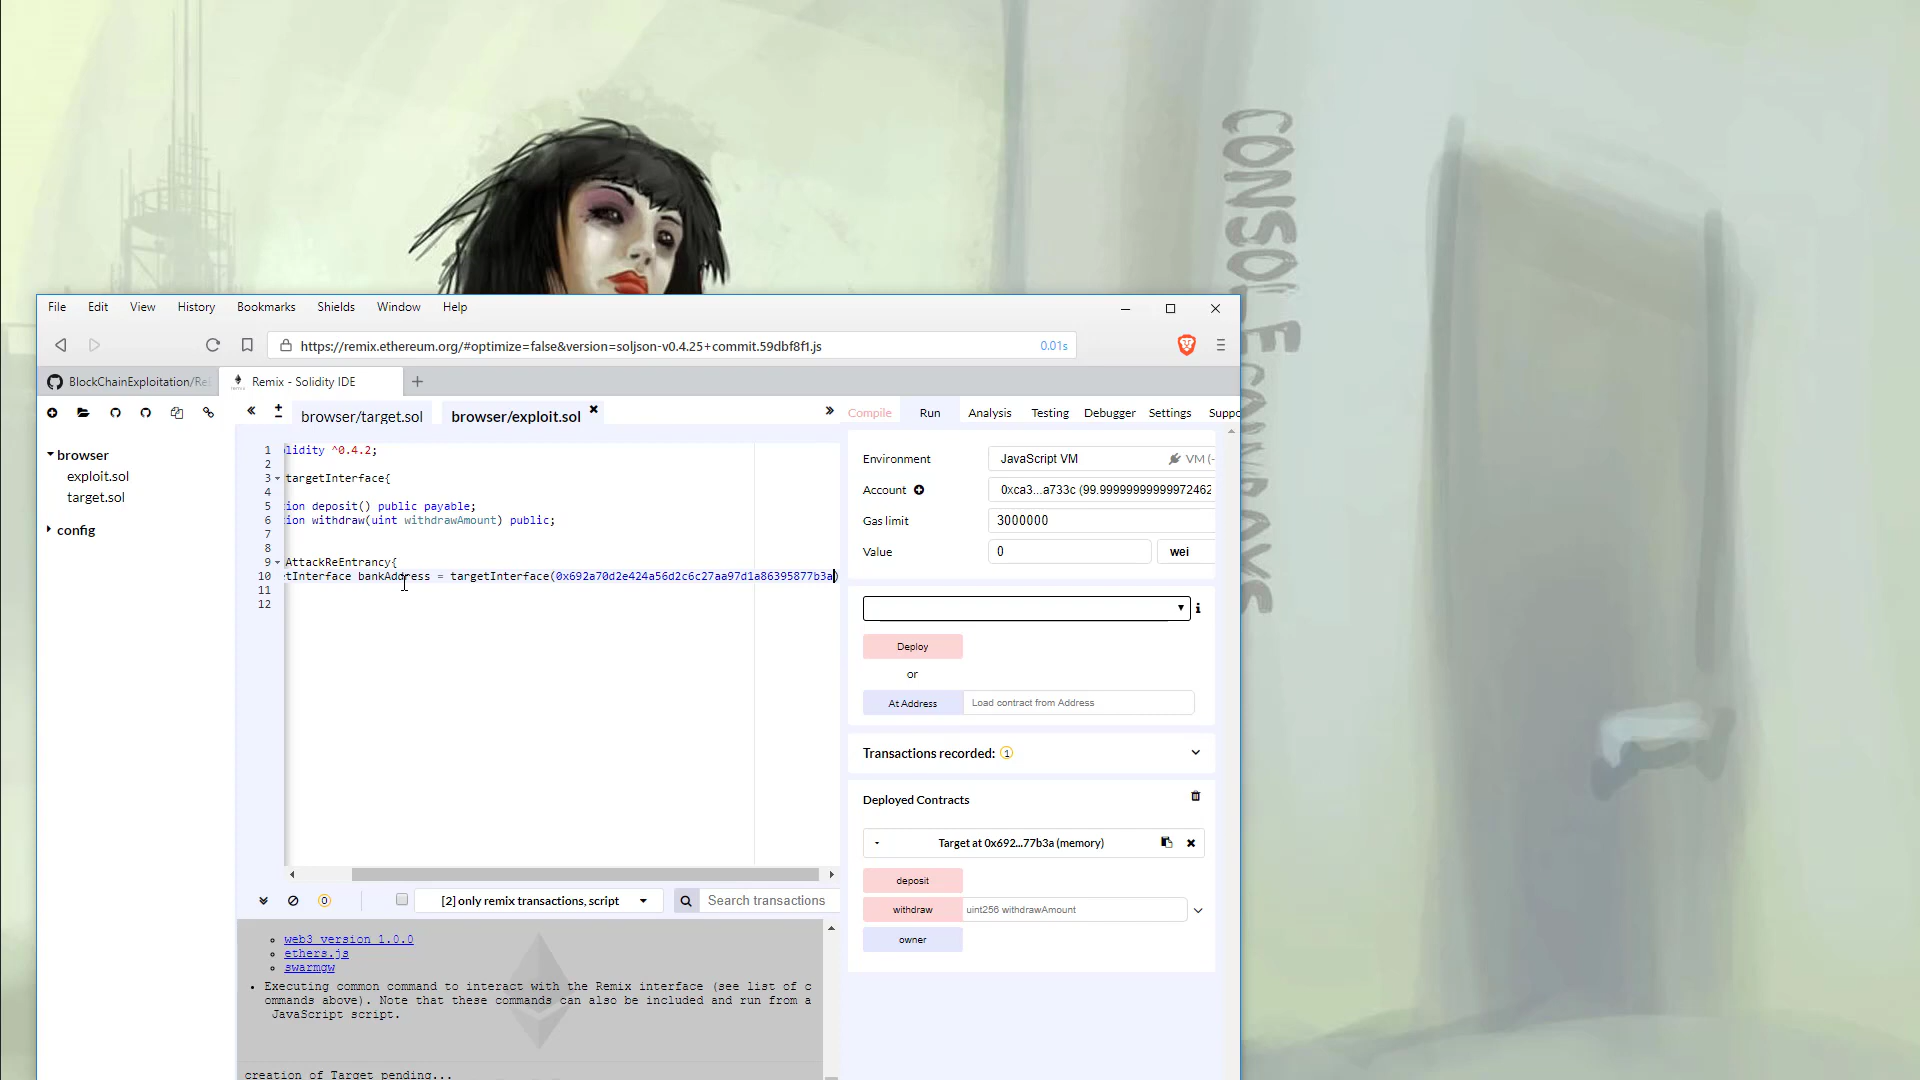 CONSOLE COWBOYS
File Edit View History Bookmarks Shields Window Help
https://remix.ethereum.org/#optimize=false&version=soljson-v0.4.25+commit.59dbf8f1.js 0.01s
BlockChainExploitation/Re Remix - Solidity IDE
browser/target.sol browser/exploit.sol
Compile Run Analysis Testing Debugger Settings Suppo
browser
exploit.sol
target.sol
config
1 lidity ^0.4.2;
2
3 targetInterface{
4
5 ion deposit() public payable;
6 ion withdraw(uint withdrawAmount) public;
7
8
9 AttackReEntrancy{
10 tInterface bankAddress = targetInterface(0x692a70d2e424a56d2c6c27aa97d1a86395877b3a)
11
12
Environment JavaScript VM VM (-
Account 0xca3...a733c (99.99999999999972462
Gas limit 3000000
Value 0 wei
Deploy
or
At Address Load contract from Address
Transactions recorded: 1
Deployed Contracts
Target at 0x692...77b3a (memory)
deposit
withdraw uint256 withdrawAmount
owner
0 [2] only remix transactions, script Search transactions
web3 version 1.0.0
ethers.js
swarmgw
Executing common command to interact with the Remix interface (see list of c
ommands above). Note that these commands can also be included and run from a
JavaScript script.
creation of Target pending...